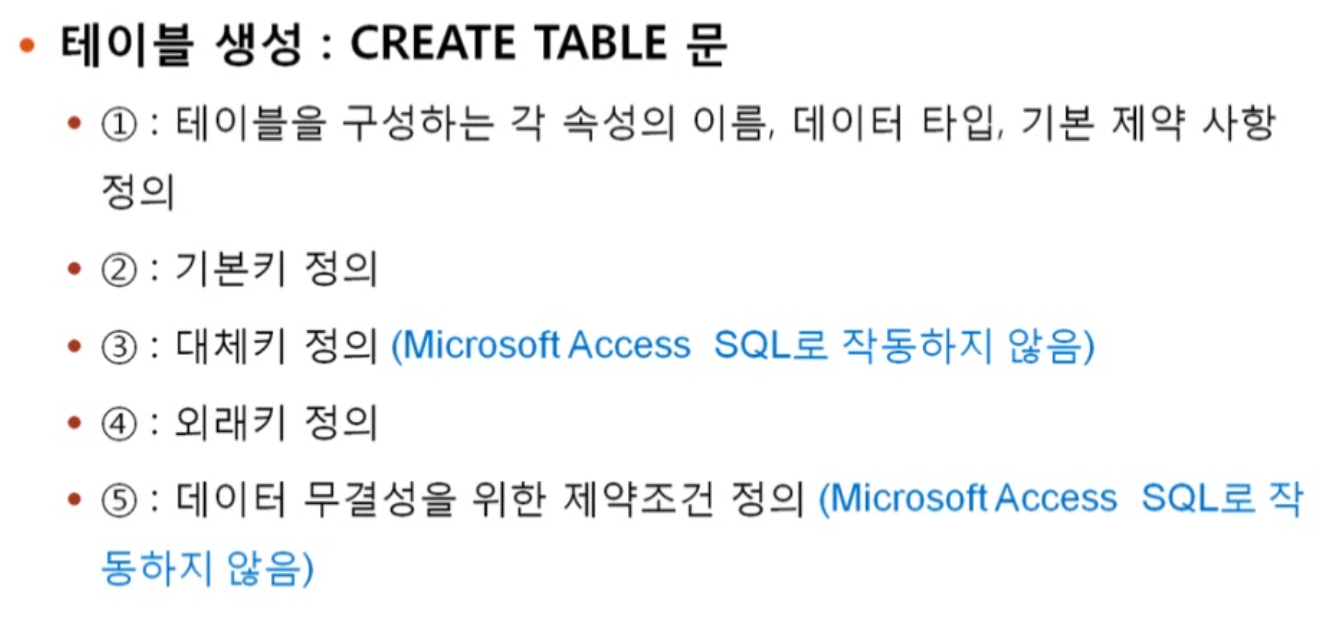 • 테이블 생성 : CREATE TABLE 문
• ① : 테이블을 구성하는 각 속성의 이름, 데이터 타입, 기본 제약 사항
정의
• ② : 기본키 정의
• ③ : 대체키 정의 (Microsoft Access SQL로 작동하지 않음)
• ④ : 외래키 정의
• ⑤ : 데이터 무결성을 위한 제약조건 정의 (Microsoft Access SQL로 작
동하지 않음)